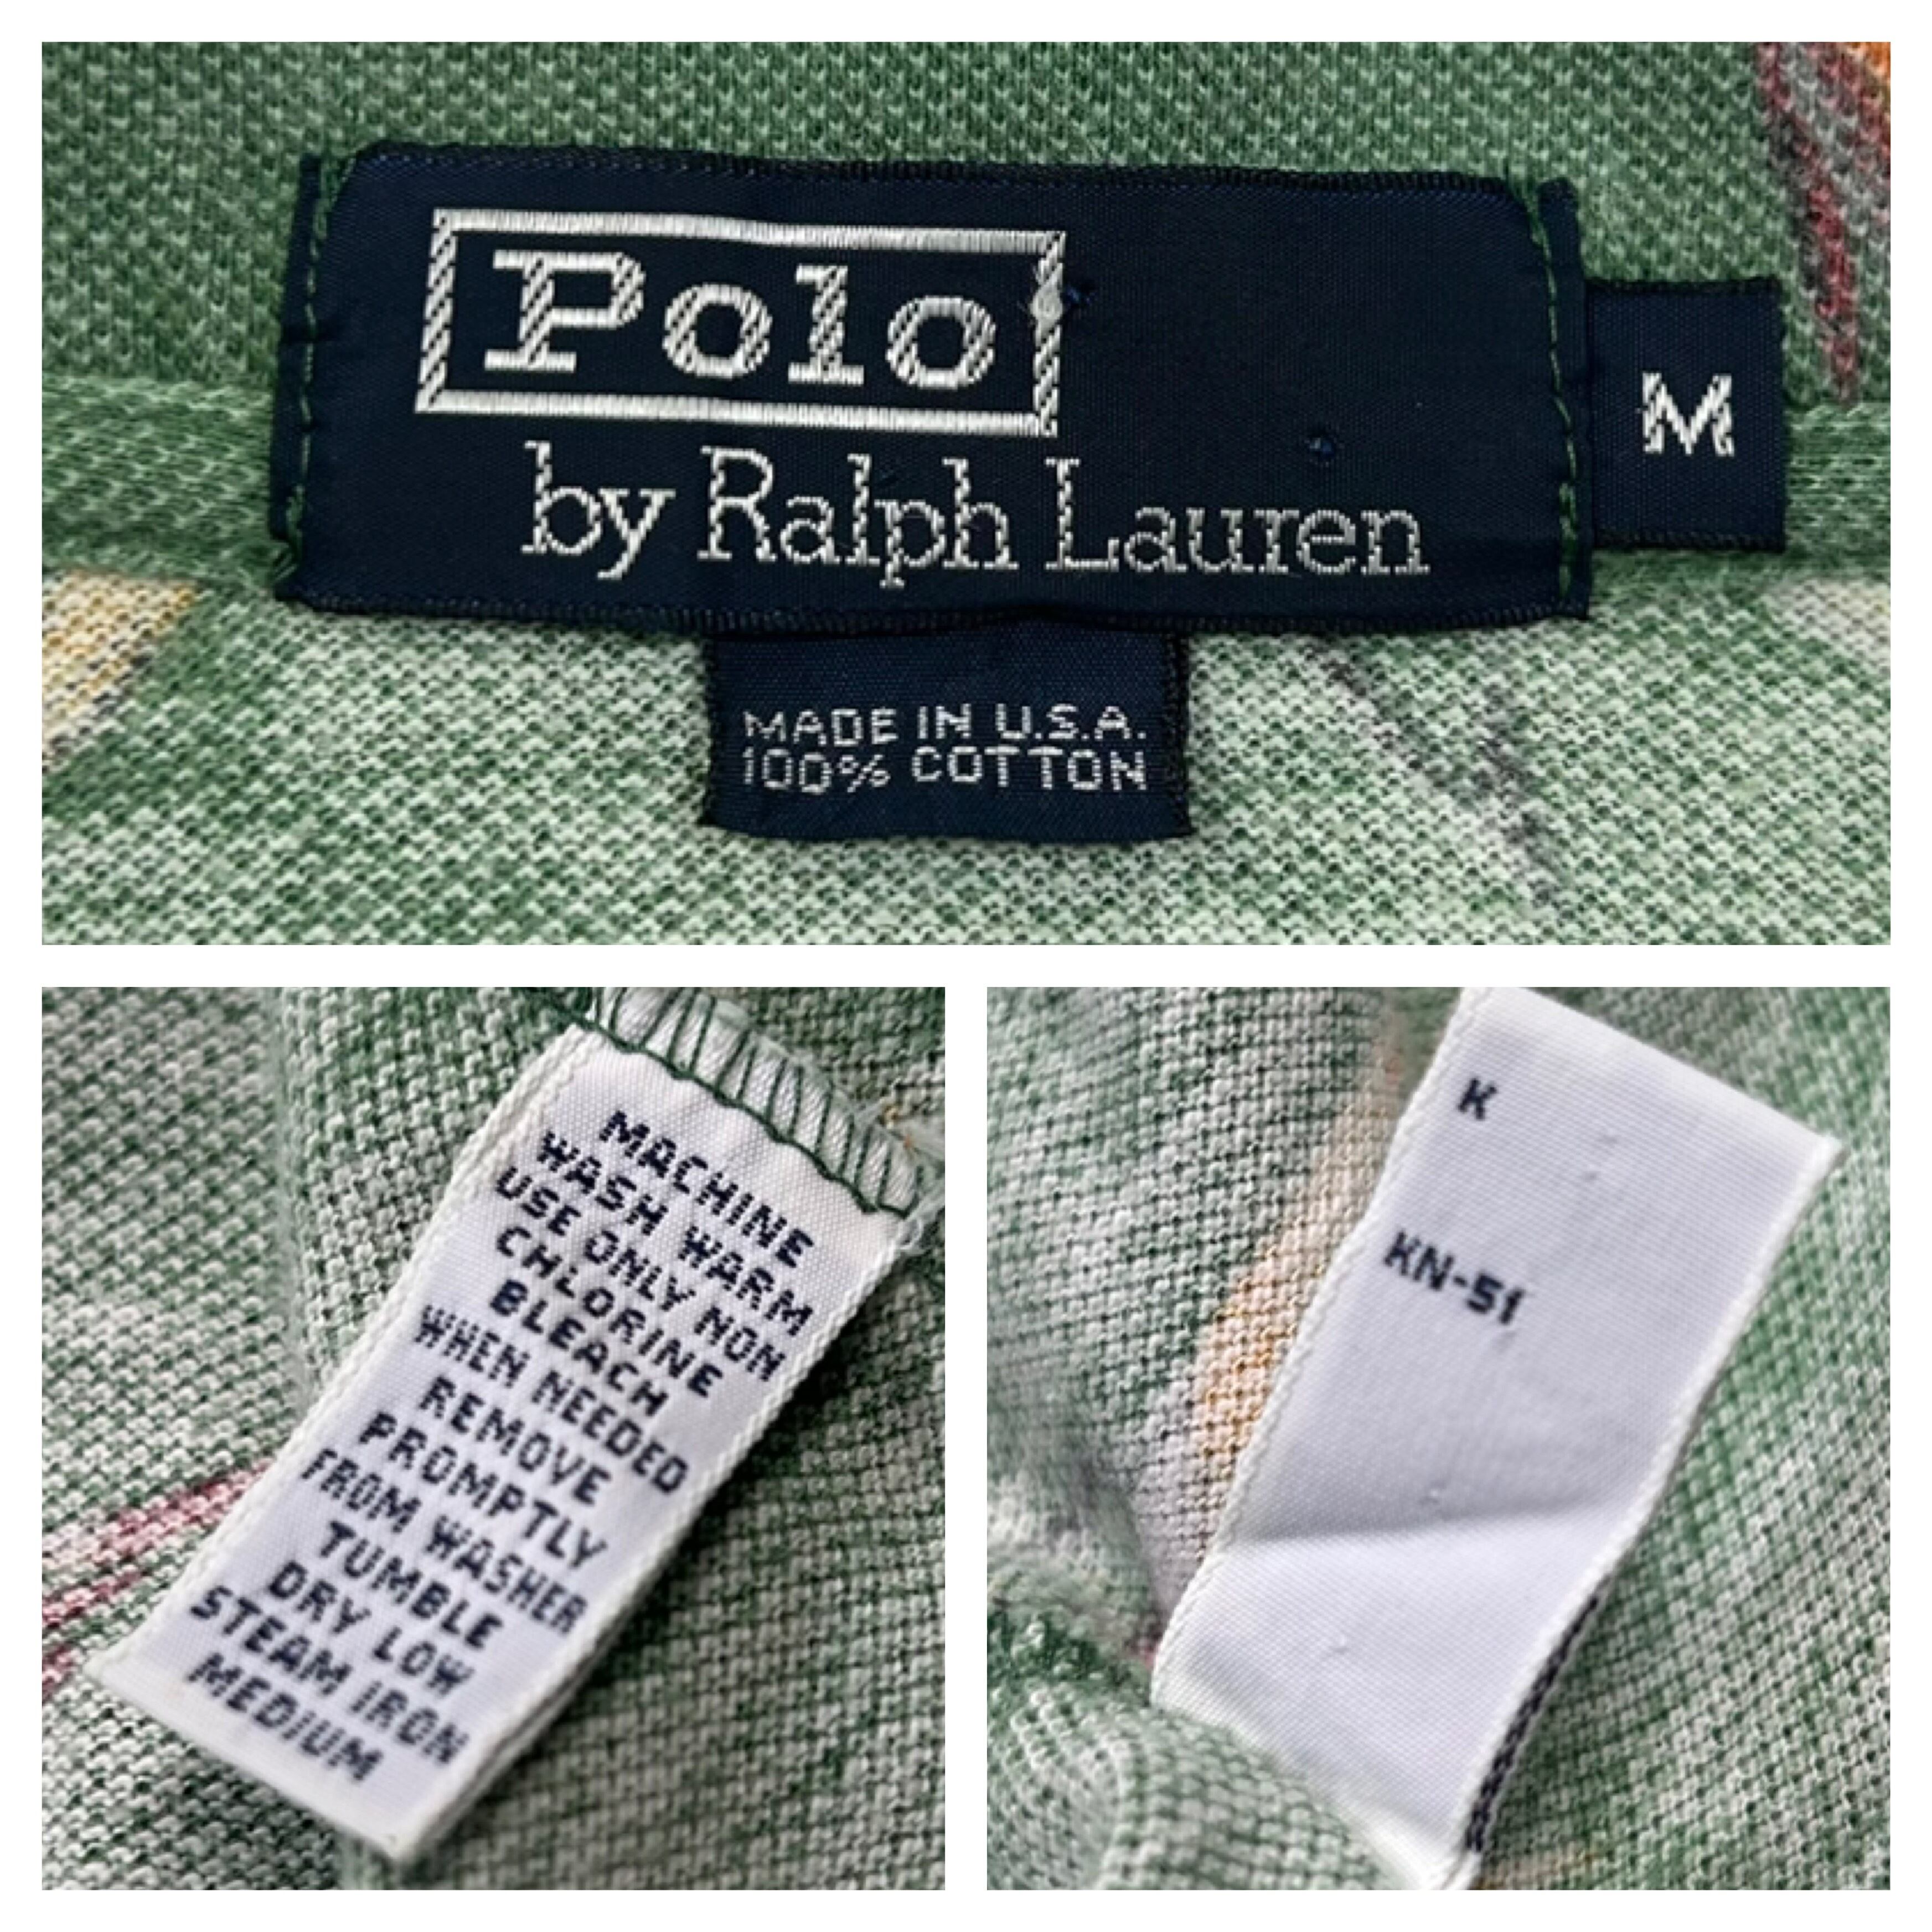 Polo
by Ralph Lauren
M
MADE IN U.S.A.
100% COTTON
MACHINE
WASH WARM
USE ONLY NON
CHLORINE
BLEACH
WHEN NEEDED
REMOVE
PROMPTLY
FROM WASHER
TUMBLE
DRY LOW
STEAM IRON
MEDIUM
K
KN-51